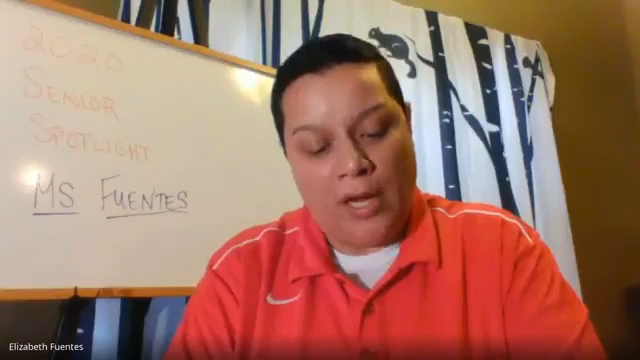 2020
SENIOR
SPOTLIGHT
MS FUENTES
Elizabeth Fuentes